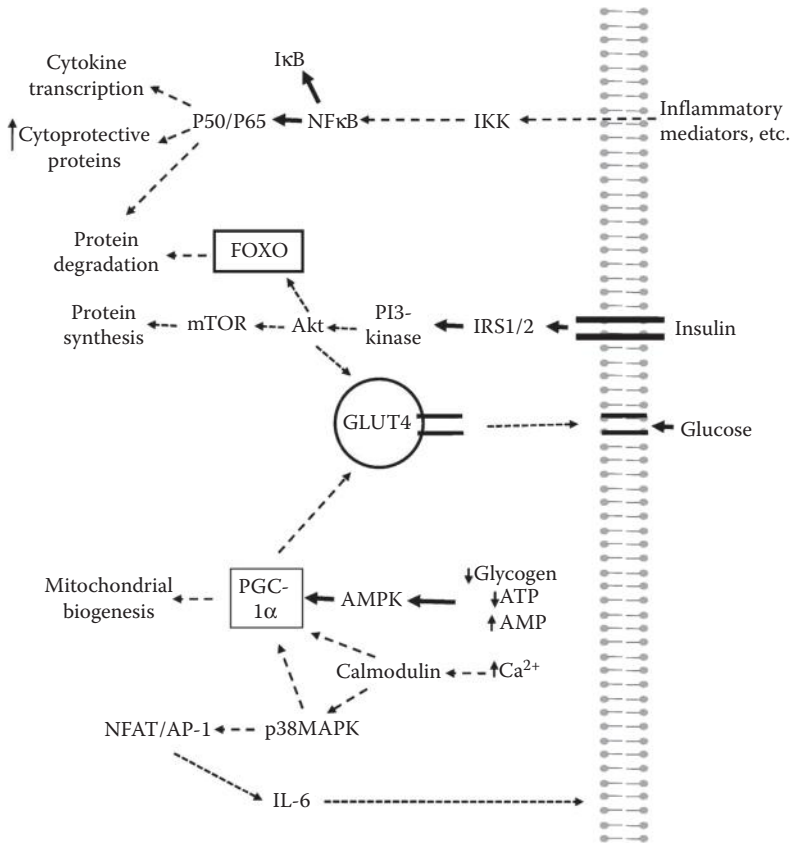 IκB
Cytokine
transcription
P50/P65
NFκB
IKK
Inflammatory
mediators, etc.
Cytoprotective
proteins
Protein
degradation
FOXO
Protein
synthesis
mTOR
Akt
PI3-
kinase
IRS1/2
Insulin
GLUT4
Glucose
Mitochondrial
biogenesis
PGC-
1α
AMPK
Glycogen
ATP
AMP
Calmodulin
Ca²⁺
NFAT/AP-1
p38MAPK
IL-6